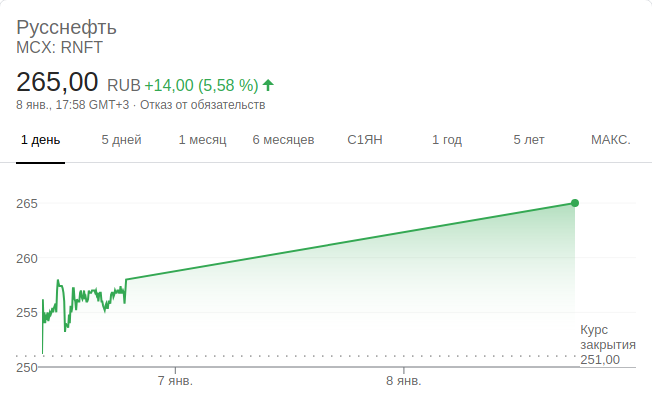 Русснефть
MCX: RNFT
265,00 RUB +14,00 (5,58 %)
8 янв., 17:58 GMT+3 · Отказ от обязательств
1 день 5 дней 1 месяц 6 месяцев С1ЯН 1 год 5 лет МАКС.
265
260
255
250
Курс
закрытия
251,00
7 янв. 8 янв.